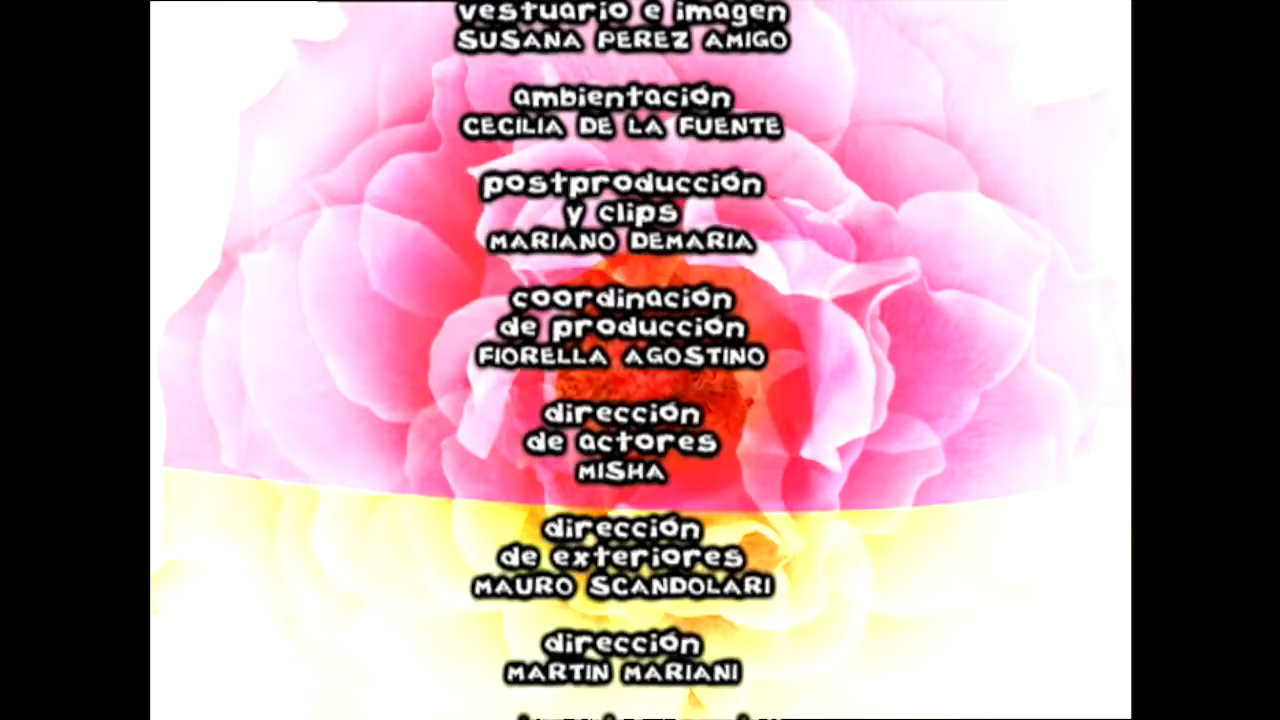 vestuario e imagen
SUSANA PEREZ AMIGO
ambientación
CECILIA DE LA FUENTE
postproducción
y clips
MARIANO DEMARIA
coordinación
de producción
FIORELLA AGOSTINO
dirección
de actores
MISHA
dirección
de exteriores
MAURO SCANDOLARI
dirección
MARTIN MARIANI